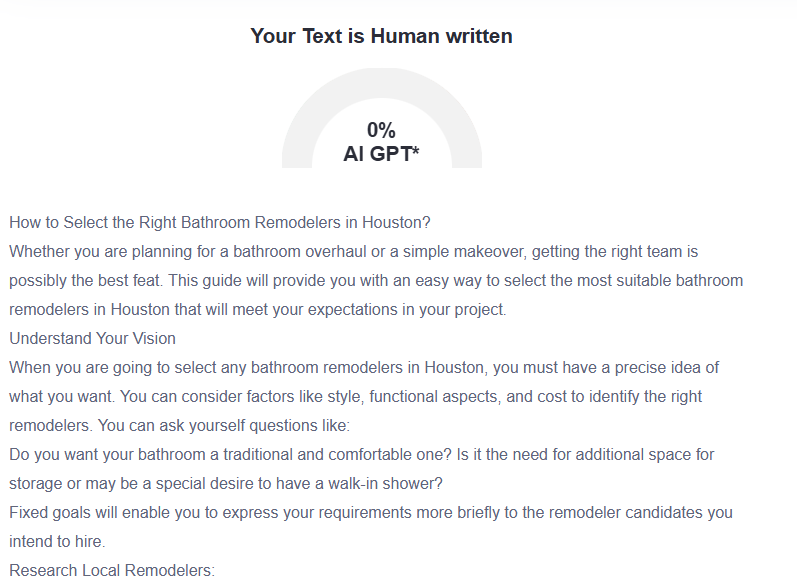 Your Text is Human written
0%
AI GPT*
How to Select the Right Bathroom Remodelers in Houston?
Whether you are planning for a bathroom overhaul or a simple makeover, getting the right team is
possibly the best feat. This guide will provide you with an easy way to select the most suitable bathroom
remodelers in Houston that will meet your expectations in your project.
Understand Your Vision
When you are going to select any bathroom remodelers in Houston, you must have a precise idea of
what you want. You can consider factors like style, functional aspects, and cost to identify the right
remodelers. You can ask yourself questions like:
Do you want your bathroom a traditional and comfortable one? Is it the need for additional space for
storage or may be a special desire to have a walk-in shower?
Fixed goals will enable you to express your requirements more briefly to the remodeler candidates you
intend to hire.
Research Local Remodelers: